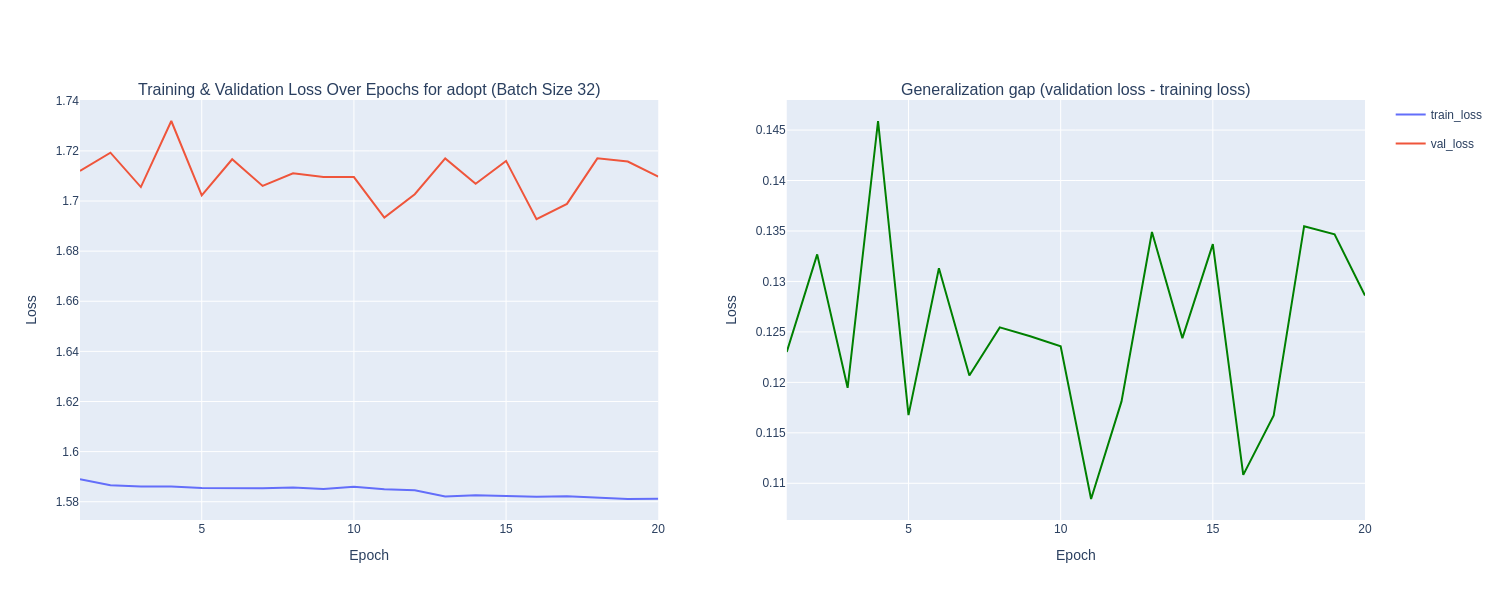 Training & Validation Loss Over Epochs for adopt (Batch Size 32)
1.74
1.72
1.7
1.68
1.66
1.64
1.62
1.6
1.58
Loss
5 10 15 20
Epoch
Generalization gap (validation loss - training loss)
0.145
0.14
0.135
0.13
0.125
0.12
0.115
0.11
Loss
5 10 15 20
Epoch
train_loss
val_loss